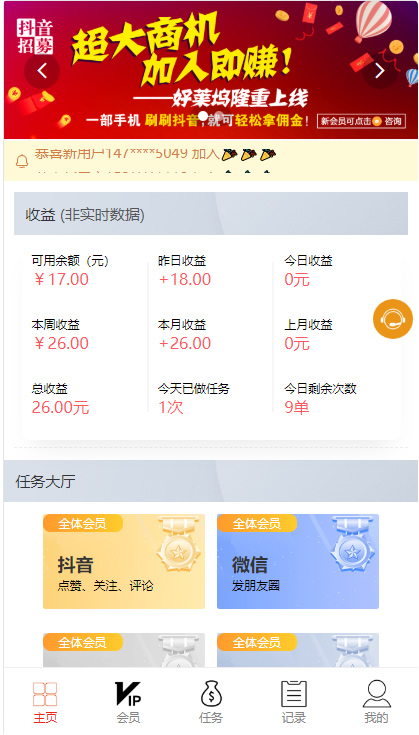 抖音
招募
超大商机
加入即赚！
——好莱坞隆重上线
一部手机 刷刷抖音,就可轻松拿佣金！
新会员可点击 咨询
恭喜新用户147****5049 加入
收益 (非实时数据)
可用余额（元） 昨日收益 今日收益
￥17.00 +18.00 0元
本周收益 本月收益 上月收益
￥26.00 +26.00 0元
总收益 今天已做任务 今日剩余次数
26.00元 1次 9单
任务大厅
全体会员 全体会员
抖音 微信
点赞、关注、评论 发朋友圈
全体会员 全体会员
VIP
主页 会员 任务 记录 我的